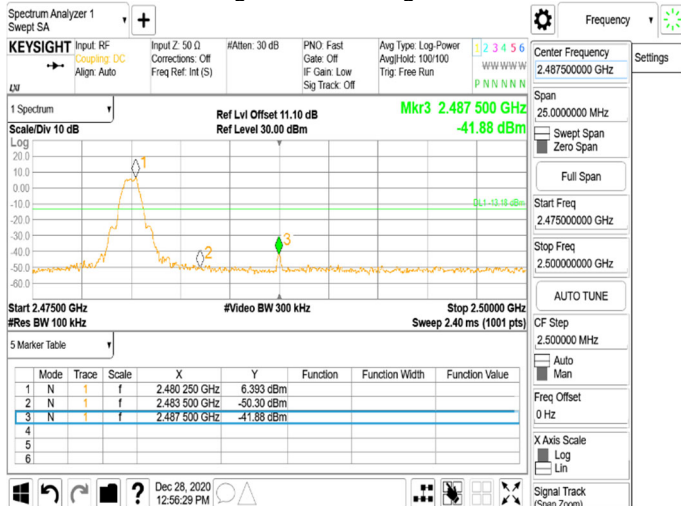 Spectrum Analyzer 1
Swept SA
Frequency
KEYSIGHT
Input: RF
Coupling: DC
Align: Auto
Input Z: 50 Ω
Corrections: Off
Freq Ref: Int (S)
#Atten: 30 dB
PNO: Fast
Gate: Off
IF Gain: Low
Sig Track: Off
Avg Type: Log-Power
Avg|Hold: 100/100
Trig: Free Run
1 2 3 4 5 6
W W W W W W
P N N N N N
LXI
Center Frequency
2.487500000 GHz
Settings
Span
25.0000000 MHz
Swept Span
Zero Span
Full Span
Start Freq
2.475000000 GHz
Stop Freq
2.500000000 GHz
AUTO TUNE
CF Step
2.500000 MHz
Auto
Man
Freq Offset
0 Hz
X Axis Scale
Log
Lin
Signal Track
(Span Zoom)
1 Spectrum
Scale/Div 10 dB
Ref Lvl Offset 11.10 dB
Ref Level 30.00 dBm
Mkr3 2.487 500 GHz
-41.88 dBm
Log
20.0
10.0
0.00
-10.0
-20.0
-30.0
-40.0
-50.0
-60.0
1
2
3
DL1 -13.18 dBm
Start 2.47500 GHz
#Res BW 100 kHz
#Video BW 300 kHz
Stop 2.50000 GHz
Sweep 2.40 ms (1001 pts)
5 Marker Table
Mode Trace Scale X Y Function Function Width Function Value
1 N 1 f 2.480 250 GHz 6.393 dBm
2 N 1 f 2.483 500 GHz -50.30 dBm
3 N 1 f 2.487 500 GHz -41.88 dBm
4
5
6
Dec 28, 2020
12:56:29 PM